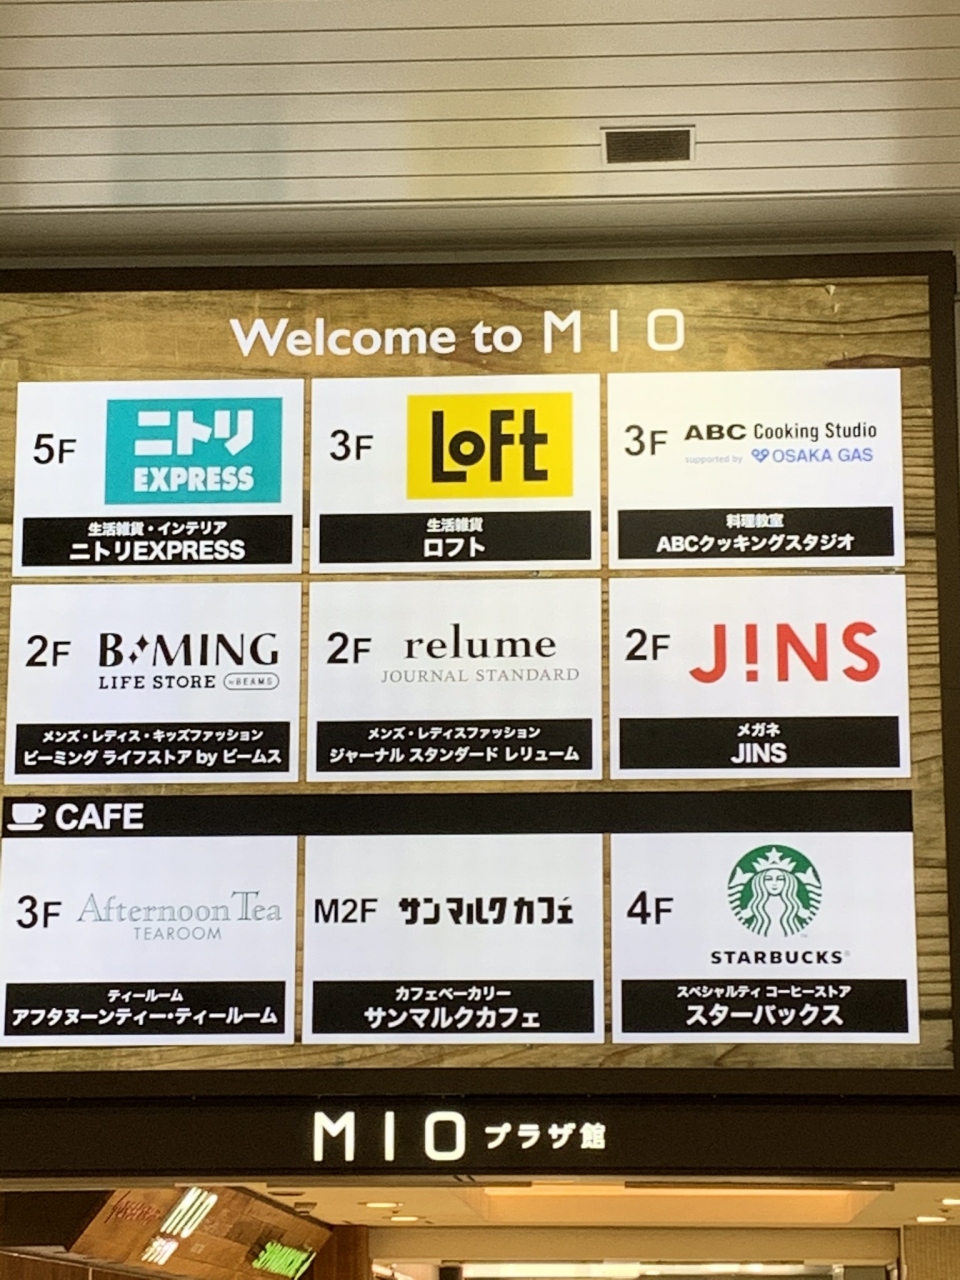 Welcome to MIO
5F
ニトリ
EXPRESS
生活雑貨・インテリア
ニトリEXPRESS
3F
LoFt
生活雑貨
ロフト
3F
ABC Cooking Studio
supported by OSAKA GAS
料理教室
ABCクッキングスタジオ
2F
B:MING
LIFE STORE by BEAMS
メンズ・レディス・キッズファッション
ビーミング ライフストア by ビームス
2F
relume
JOURNAL STANDARD
メンズ・レディスファッション
ジャーナル スタンダード レリューム
2F
J!NS
メガネ
JINS
CAFE
3F
Afternoon Tea
TEAROOM
ティールーム
アフタヌーンティー・ティールーム
M2F
サンマルクカフェ
カフェベーカリー
サンマルクカフェ
4F
STARBUCKS®
スペシャルティ コーヒーストア
スターバックス
MIO プラザ館